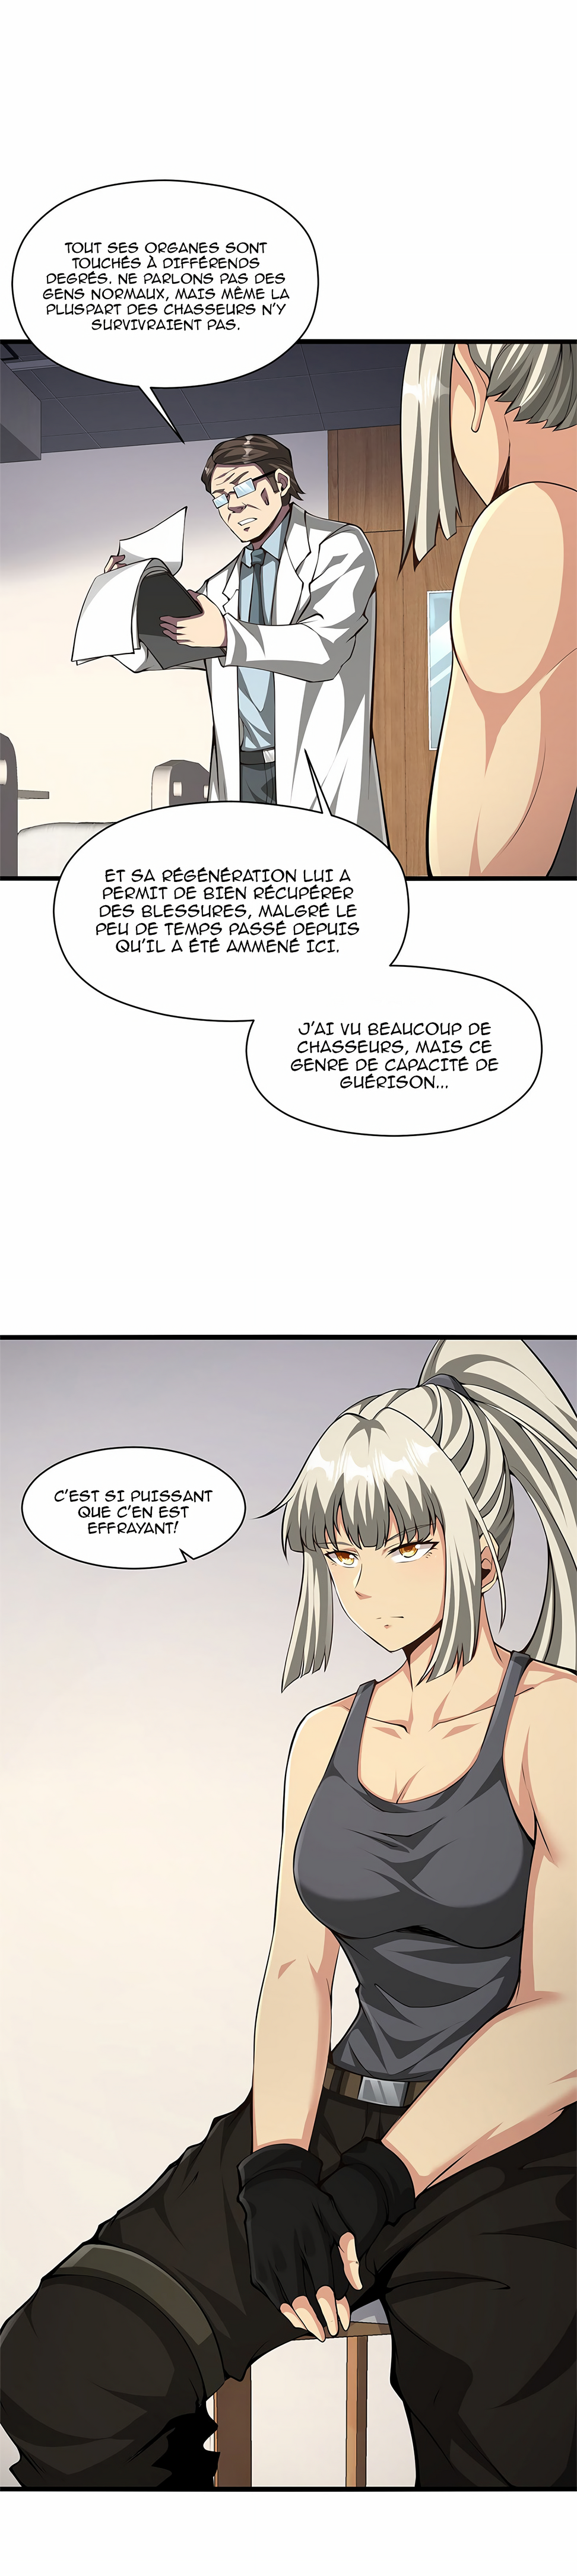 TOUT SES ORGANES SONT
TOUCHÉS À DIFFÉRENDS
DEGRÉS. NE PARLONS PAS DES
GENS NORMAUX, MAIS MÊME LA
PLUSPART DES CHASSEURS N'Y
SURVIVRAIENT PAS.
ET SA RÉGÉNÉRATION LUI A
PERMIT DE BIEN RÉCUPÉRER
DES BLESSURES, MALGRÉ LE
PEU DE TEMPS PASSÉ DEPUIS
QU'IL A ÉTÉ AMMENÉ ICI.
J'AI VU BEAUCOUP DE
CHASSEURS, MAIS CE
GENRE DE CAPACITÉ DE
GUÉRISON...
C'EST SI PUISSANT
QUE C'EN EST
EFFRAYANT!